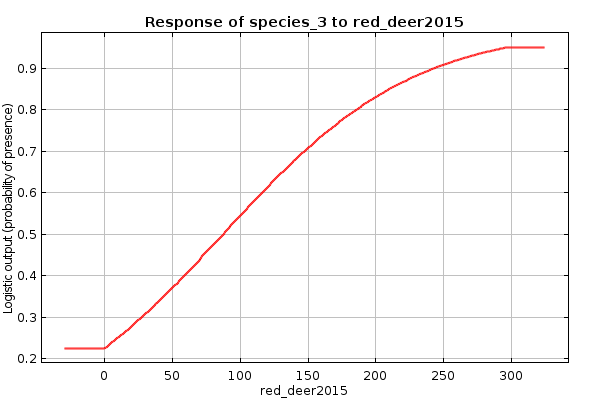 Response of species_3 to red_deer2015
Logistic output (probability of presence)
0.9
0.8
0.7
0.6
0.5
0.4
0.3
0.2
0 50 100 150 200 250 300
red_deer2015